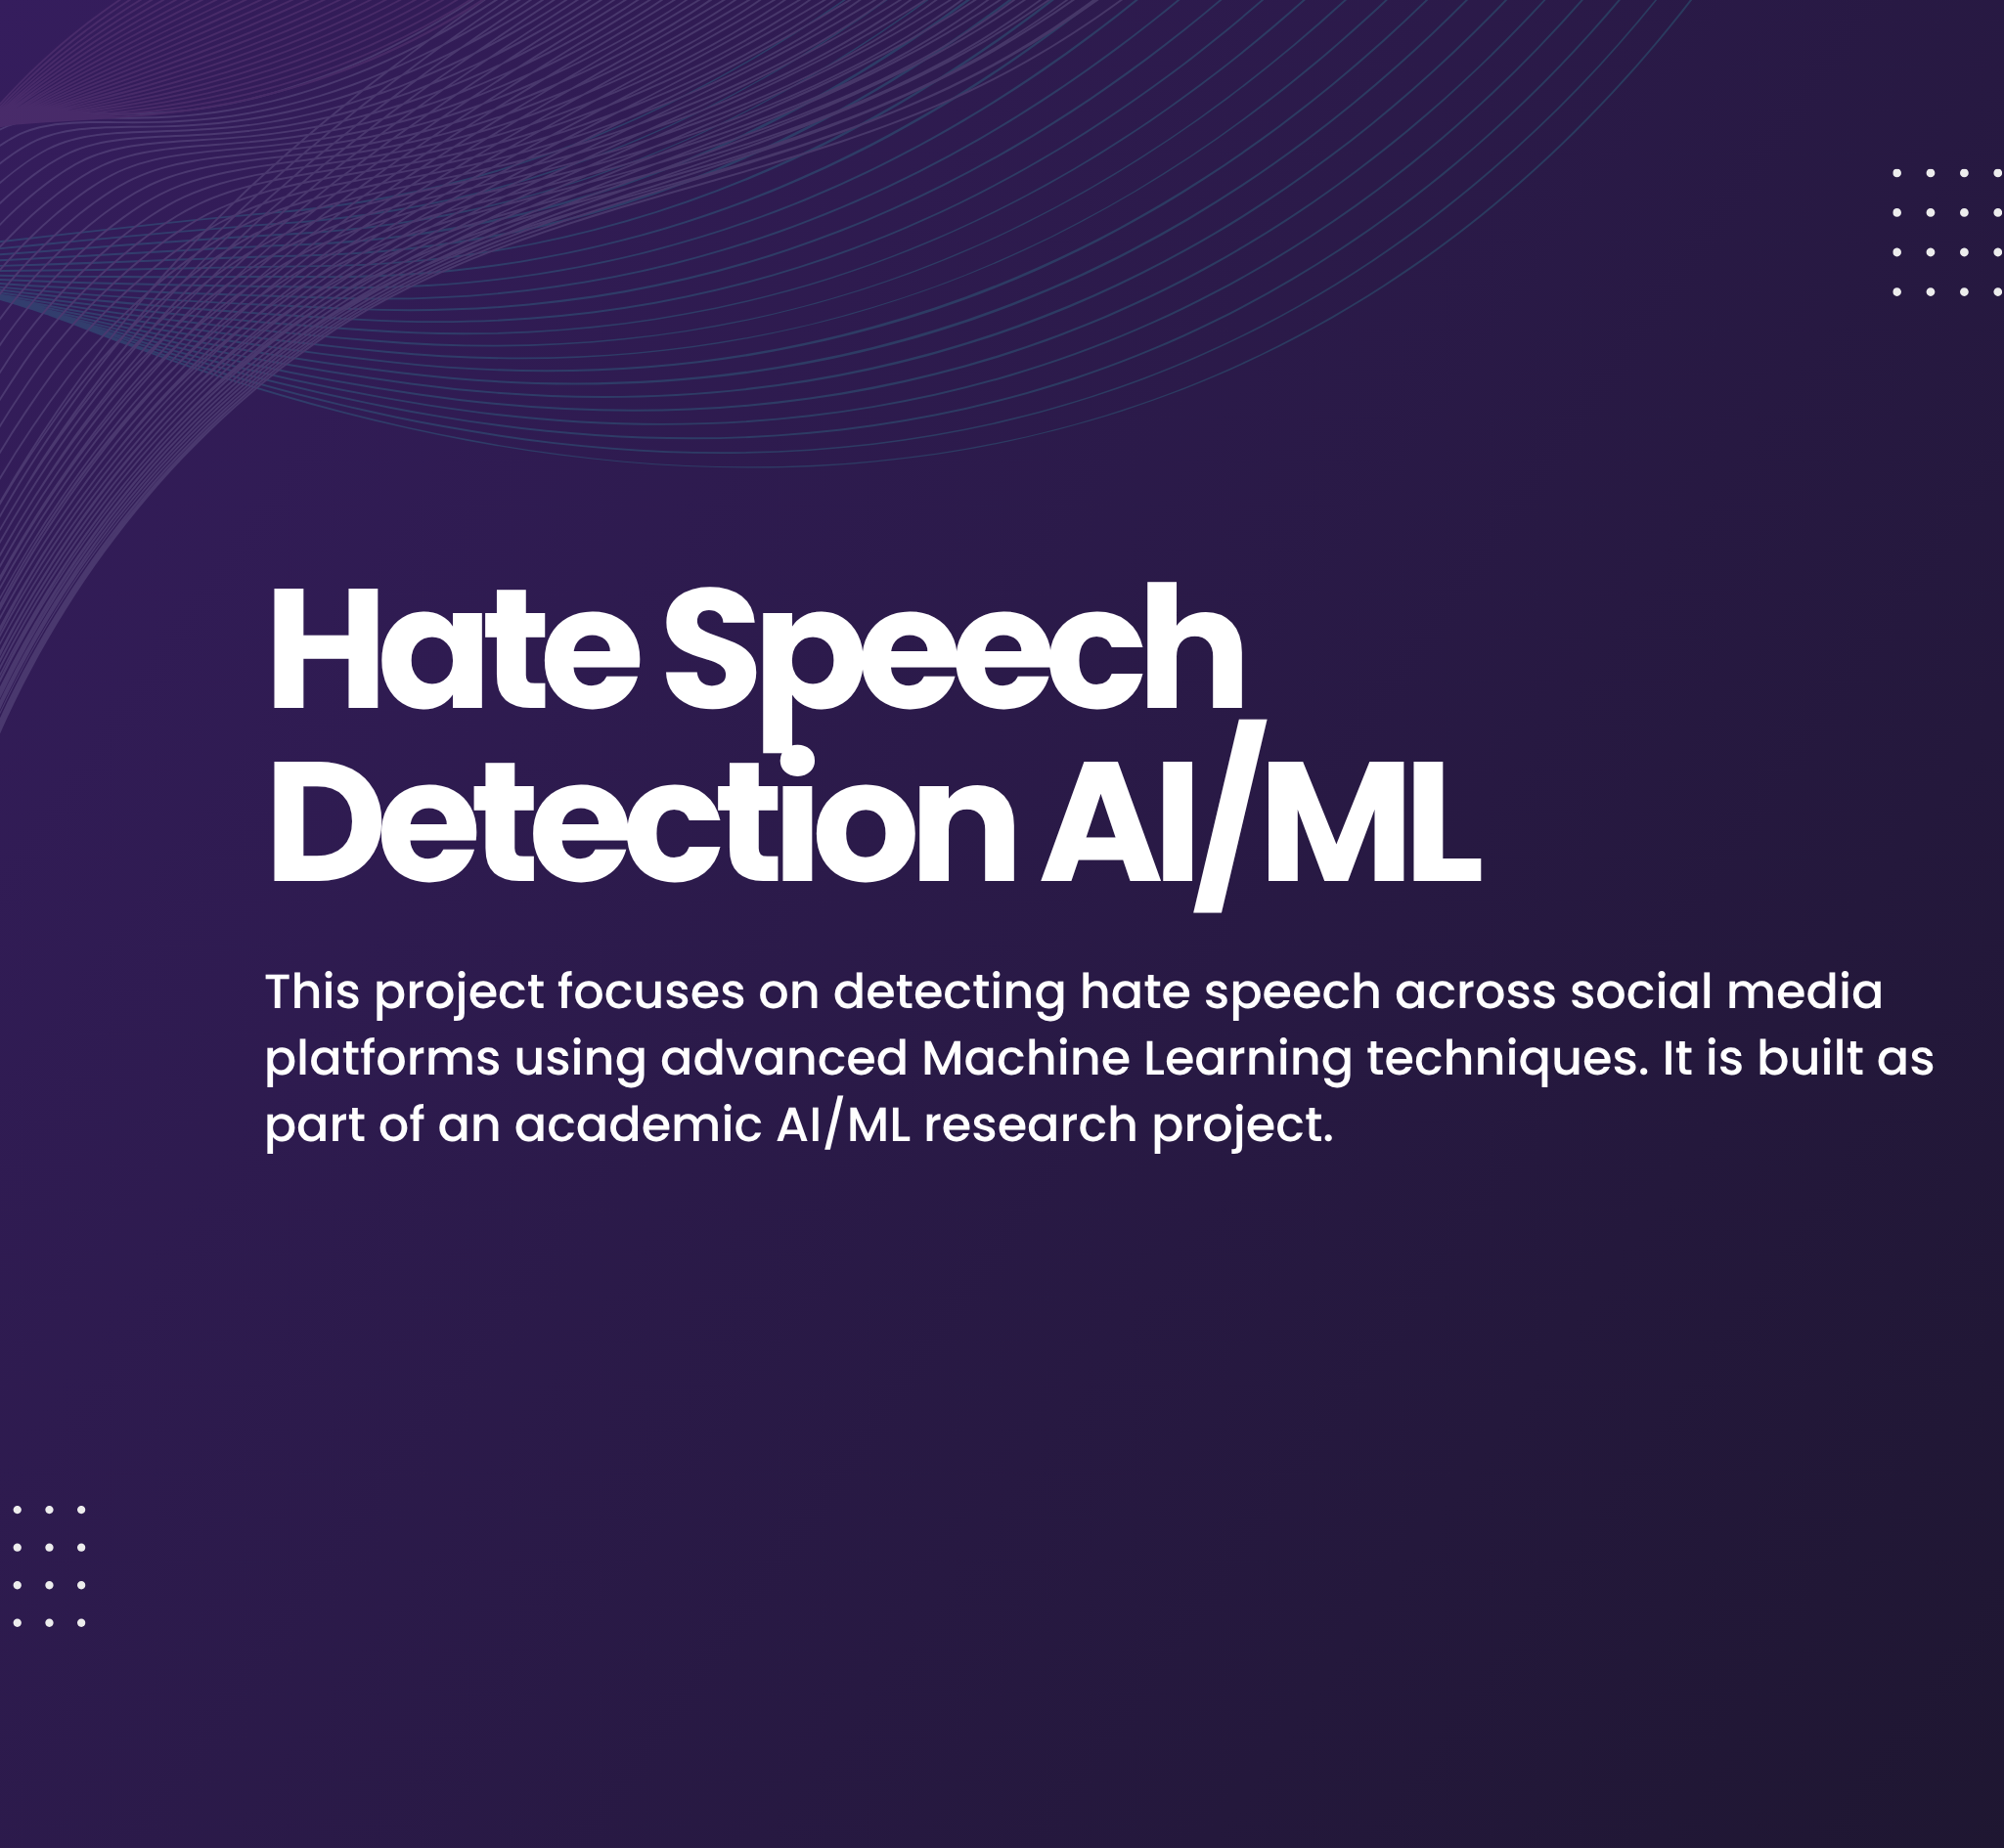 Hate Speech
Detection AI/ML
This project focuses on detecting hate speech across social media
platforms using advanced Machine Learning techniques. It is built as
part of an academic AI/ML research project.